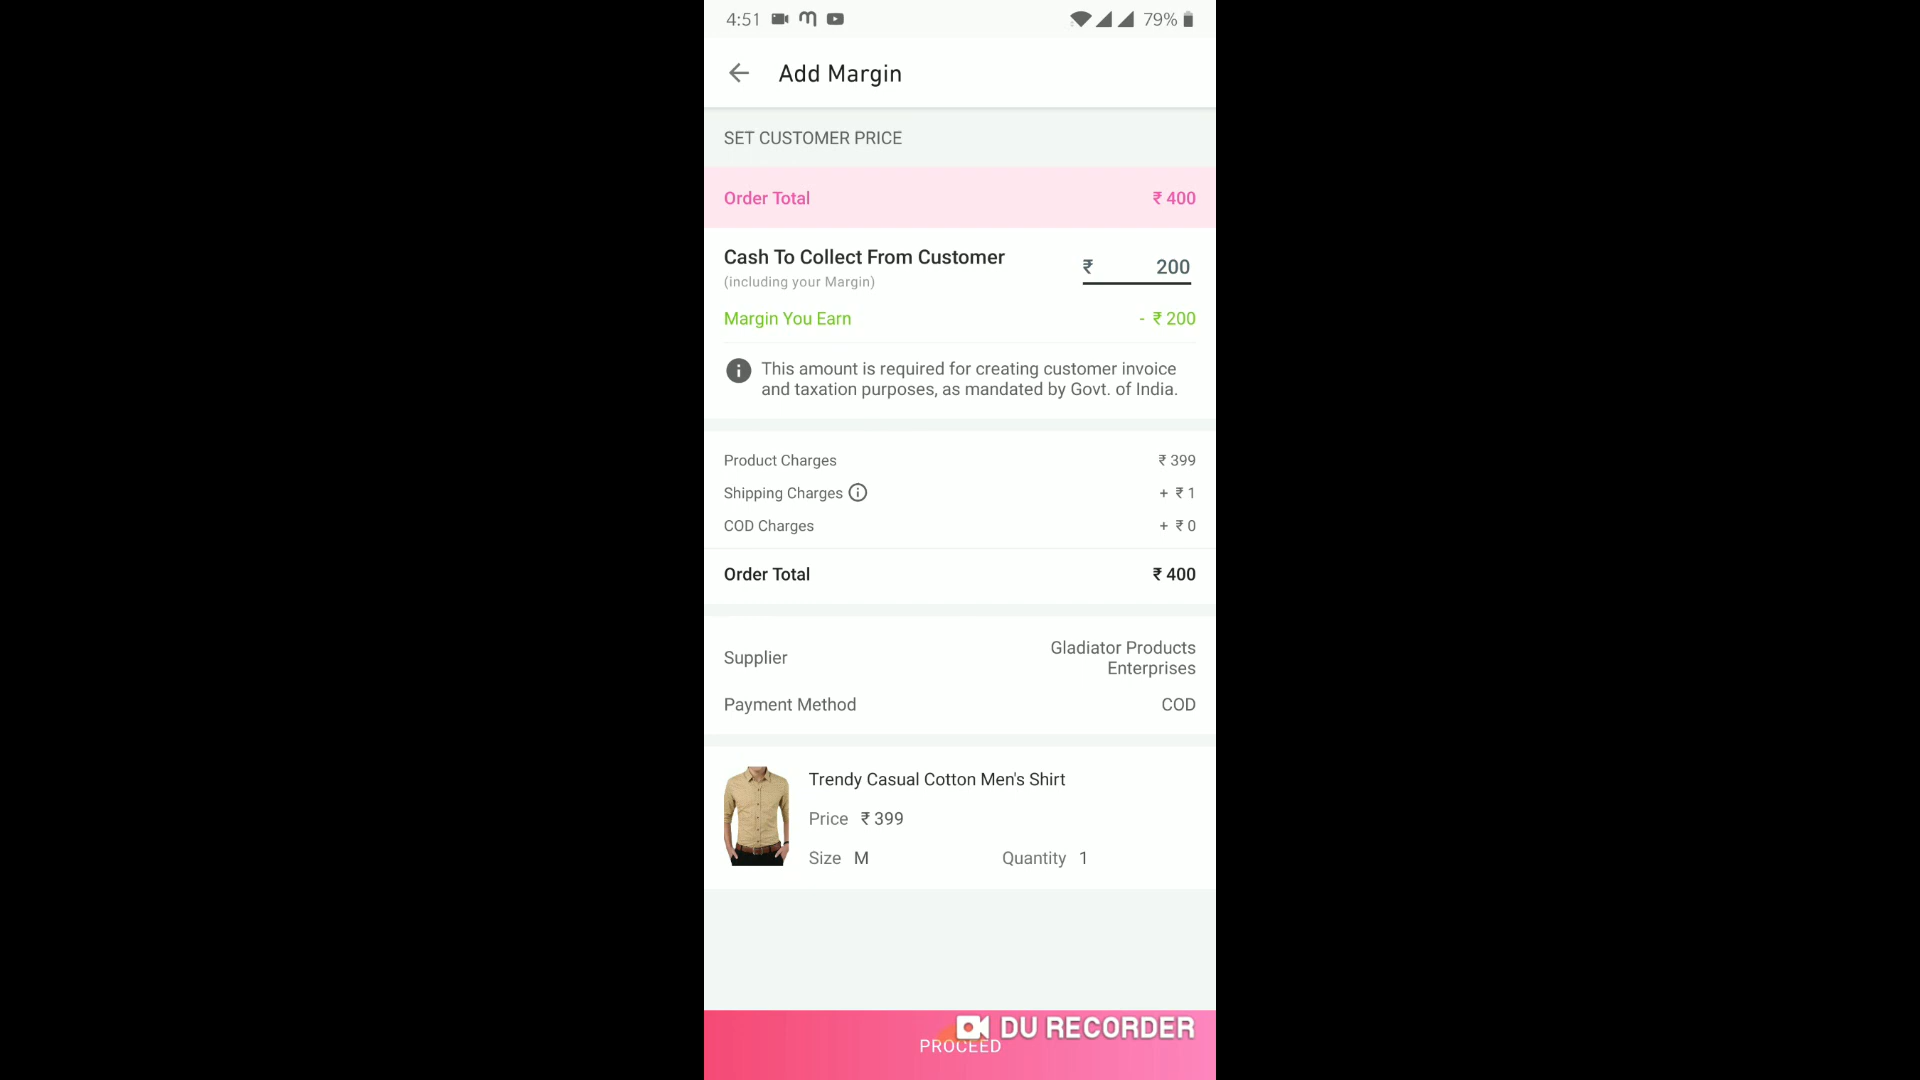 4:51 79%
Add Margin
SET CUSTOMER PRICE
Order Total ₹ 400
Cash To Collect From Customer ₹ 200
(including your Margin)
Margin You Earn - ₹ 200
This amount is required for creating customer invoice
and taxation purposes, as mandated by Govt. of India.
Product Charges ₹ 399
Shipping Charges + ₹ 1
COD Charges + ₹ 0
Order Total ₹ 400
Supplier Gladiator Products
Enterprises
Payment Method COD
Trendy Casual Cotton Men's Shirt
Price ₹ 399
Size M Quantity 1
DU RECORDER
PROCEED